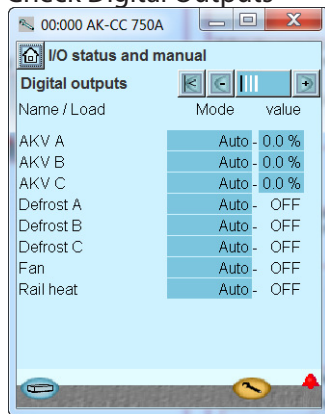 Check Digital Outputs
00:000 AK-CC 750A
I/O status and manual
Digital outputs
Name / Load Mode value
AKV A Auto - 0.0 %
AKV B Auto - 0.0 %
AKV C Auto - 0.0 %
Defrost A Auto - OFF
Defrost B Auto - OFF
Defrost C Auto - OFF
Fan Auto - OFF
Rail heat Auto - OFF